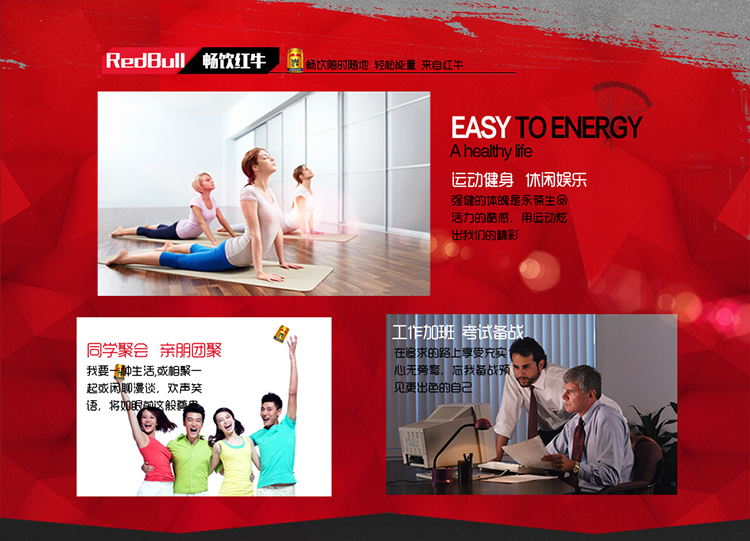 RedBull 畅饮红牛 畅饮随时随地 轻松能量 来自红牛
EASY TO ENERGY
A healthy life
运动健身 休闲娱乐
强健的体魄是永葆生命
活力的酷感，用运动炫
出我们的精彩
同学聚会 亲朋团聚
我要一种生活,或相聚一
起或闲聊漫谈，欢声笑
语，将如眼前这般尊贵
工作加班 考试备战
在追求的路上享受充实
心无旁骛，忘我备战预
见更出色的自己